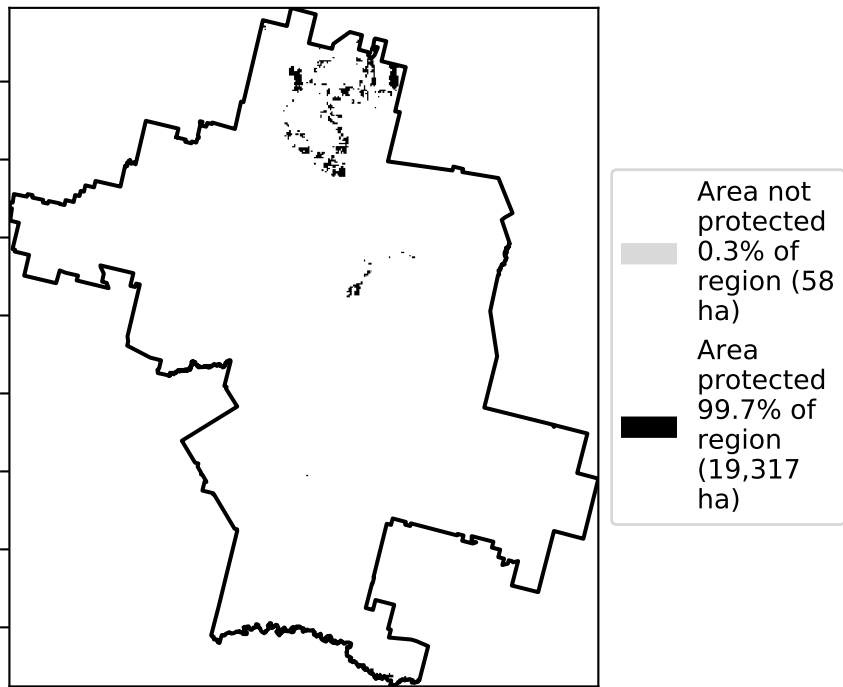 Area not
protected
0.3% of
region (58
ha)
Area
protected
99.7% of
region
(19,317
ha)